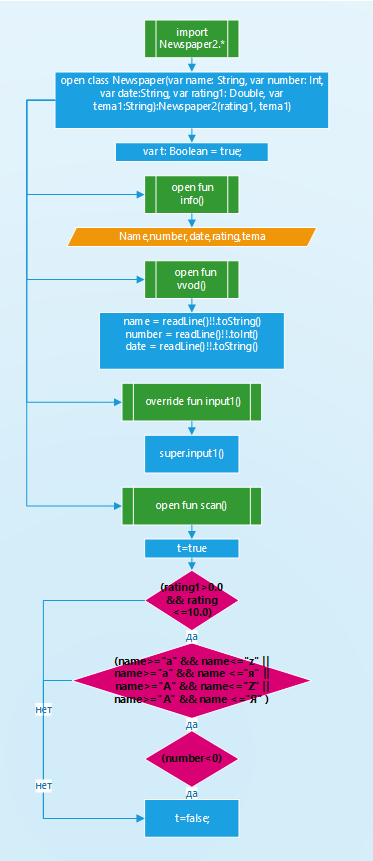 import
Newspaper2.*
open class Newspaper(var name: String, var number: Int,
var date:String, var rating1: Double, var
tema1:String):Newspaper2(rating1, tema1)
var t: Boolean = true;
open fun
info()
Name,number,date,rating,tema
open fun
vvod()
name = readLine()!!.toString()
number = readLine()!!.toInt()
date = readLine()!!.toString()
override fun input1()
super.input1()
open fun scan()
t=true
(rating1>0.0
&& rating
<=10.0)
да
(name>="a" && name<="z" ||
name>="а" && name <="я" ||
name>="A" && name<="Z" ||
name>="А" && name <="Я" )
нет
да
(number<0)
нет
да
t=false;